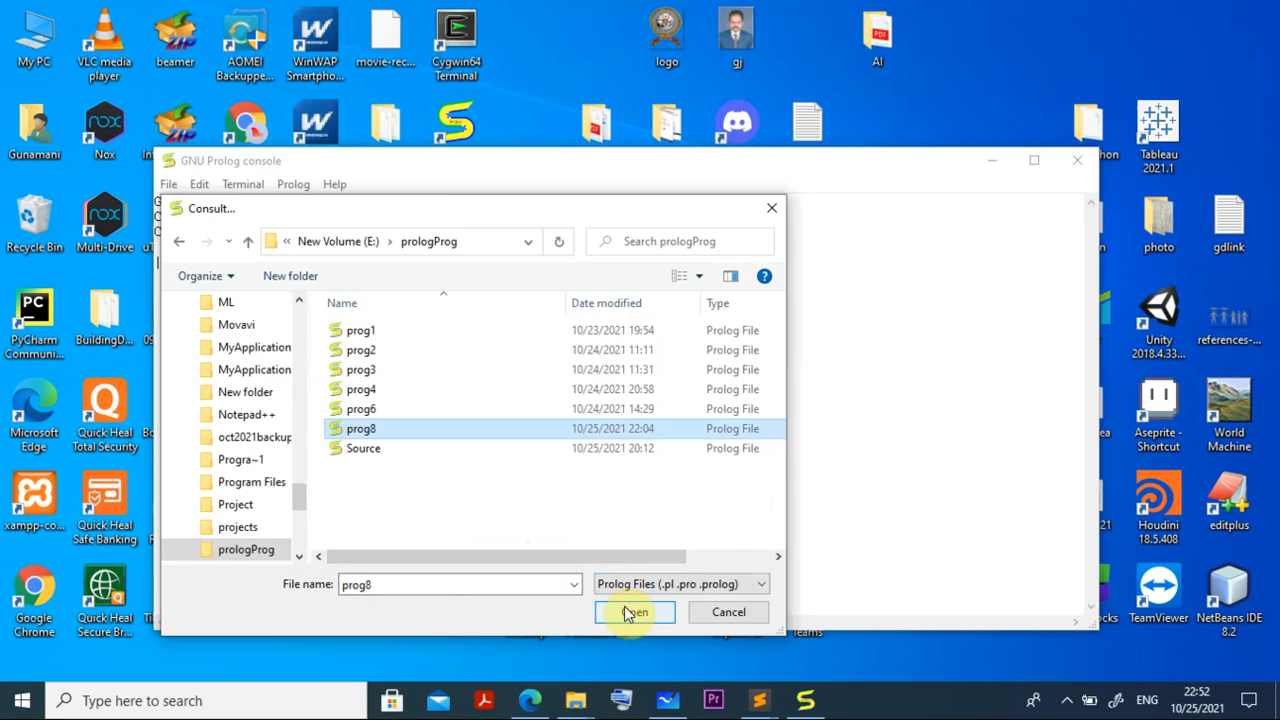 My PC
VLC media
player
beamer
AOMEI
Backuppe...
WinWAP
Smartpho...
movie-rec...
Cygwin64
Terminal
logo
gj
AI
PDF
ZIP
Gunamani
Nox
Tableau
2021.1
GNU Prolog console
File Edit Terminal Prolog Help
Consult...
New Volume (E:) > prologProg
Search prologProg
Organize
New folder
Name Date modified Type
prog1 10/23/2021 19:54 Prolog File
prog2 10/24/2021 11:11 Prolog File
prog3 10/24/2021 11:31 Prolog File
prog4 10/24/2021 20:58 Prolog File
prog6 10/24/2021 14:29 Prolog File
prog8 10/25/2021 22:04 Prolog File
Source 10/25/2021 20:12 Prolog File
ML
Movavi
MyApplication
MyApplication
New folder
Notepad++
oct2021backup
Progra~1
Program Files
Project
projects
prologProg
File name: prog8
Prolog Files (.pl .pro .prolog)
Open
Cancel
Recycle Bin
Multi-Drive
photo
gdlink
PyCharm
Communi...
BuildingD...
Unity
2018.4.33...
references-...
Microsoft
Edge
Quick Heal
Total Security
Aseprite -
Shortcut
World
Machine
xampp-co...
Quick Heal
Safe Banking
Houdini
18.5.408
editplus
Google
Chrome
Quick Heal
Secure Br...
Teams
TeamViewer
NetBeans IDE
8.2
Type here to search
ENG
22:52
10/25/2021